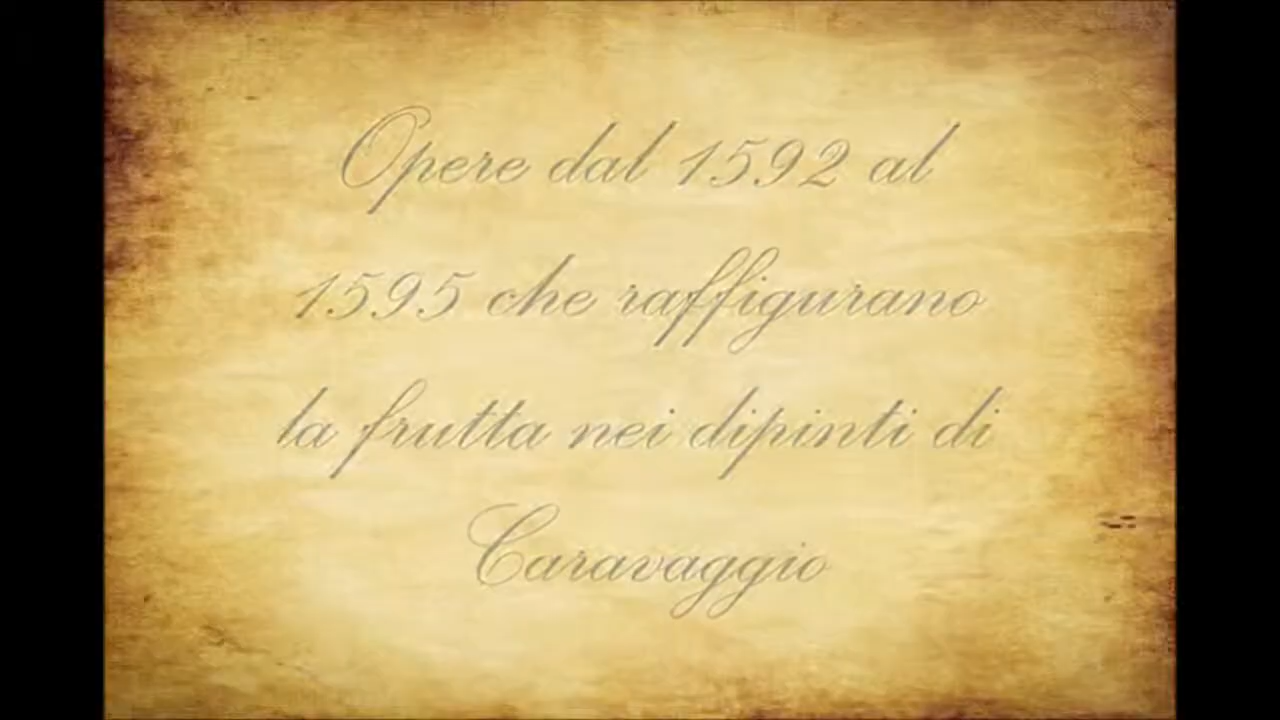 Opere dal 1592 al
1595 che raffigurano
la frutta nei dipinti di
Caravaggio